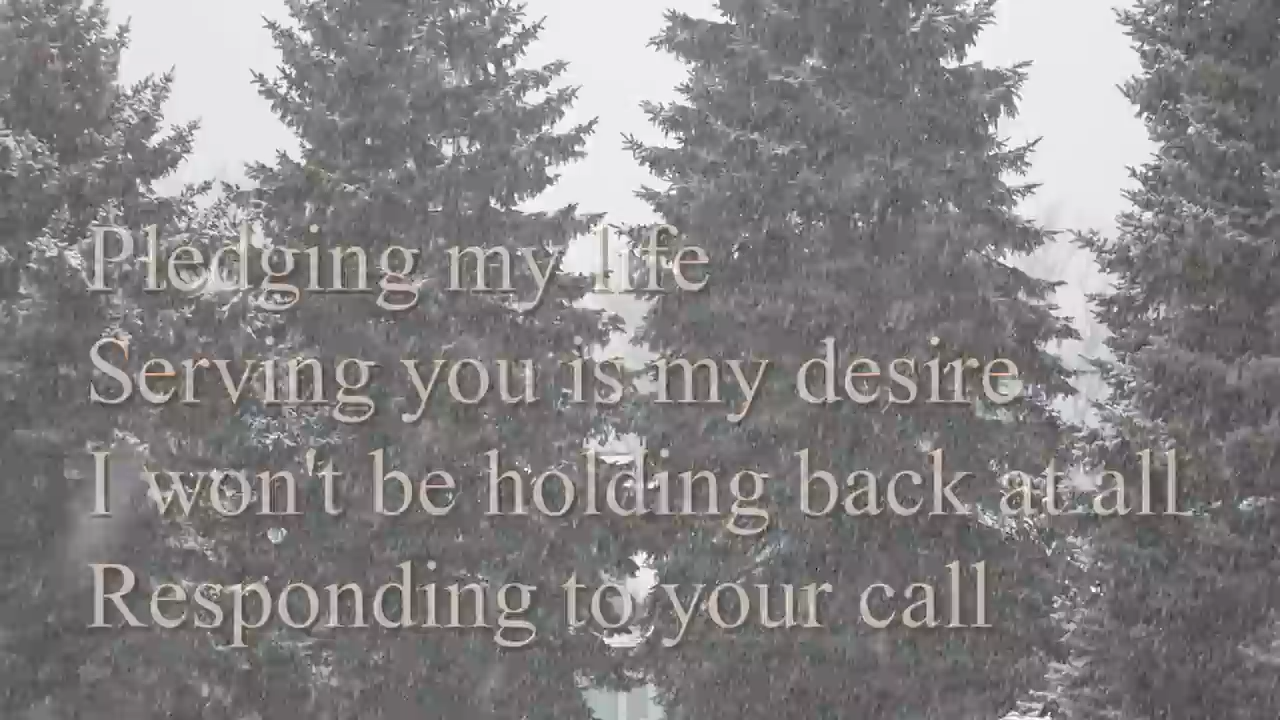 Pledging my life
Serving you is my desire
I won't be holding back at all
Responding to your call